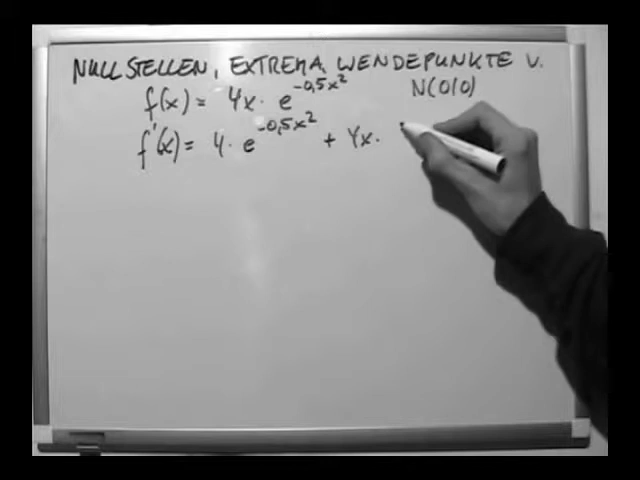 NULLSTELLEN, EXTREMA, WENDEPUNKTE V.
f(x) = 4x · e^-0,5x² N(0|0)
f'(x) = 4 · e^-0,5x² + 4x ·